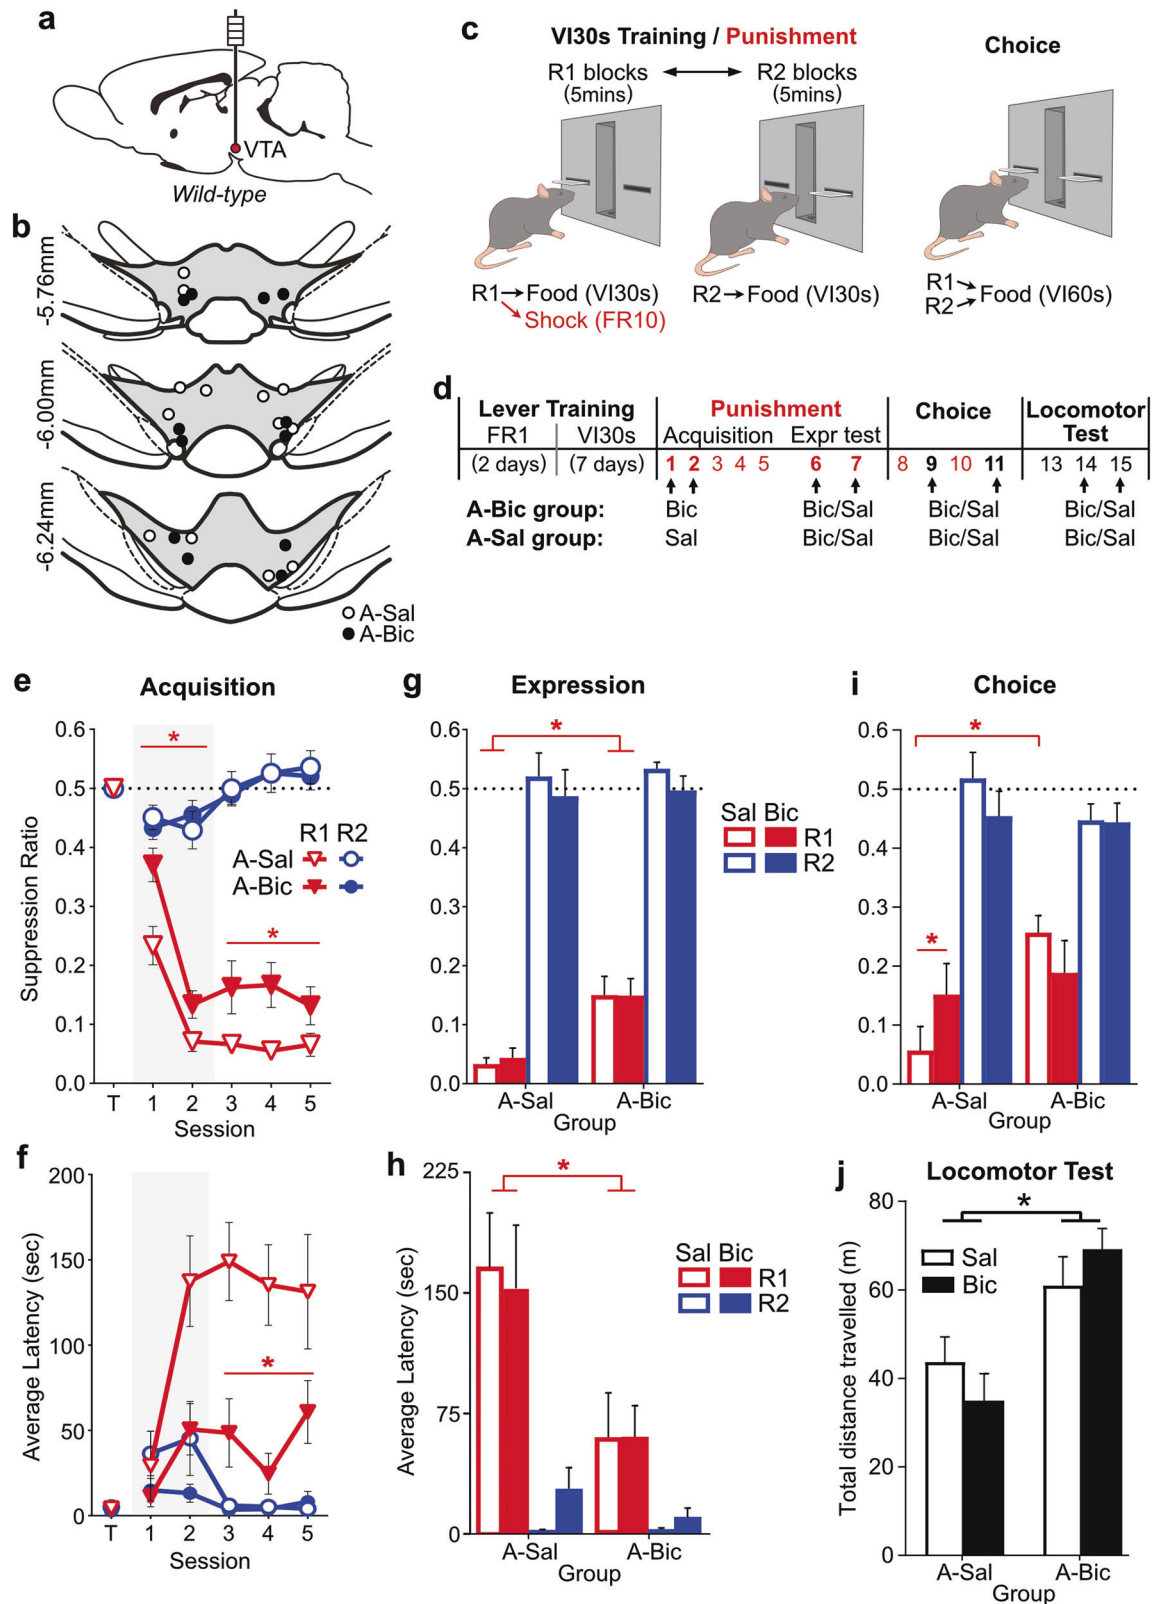 a
VTA
Wild-type
b
-5.76mm
-6.00mm
-6.24mm
A-Sal
A-Bic
c
VI30s Training / Punishment
Choice
R1 blocks
(5mins)
R2 blocks
(5mins)
R1 → Food (VI30s)
Shock (FR10)
R2 → Food (VI30s)
R1
R2
Food (VI60s)
d
Lever Training Punishment Choice Locomotor
Test
FR1 VI30s Acquisition Expr test
(2 days) (7 days) 1 2 3 4 5 6 7 8 9 10 11 13 14 15
A-Bic group: Bic Bic/Sal Bic/Sal Bic/Sal
A-Sal group: Sal Bic/Sal Bic/Sal Bic/Sal
e
Acquisition
Suppression Ratio
0.6
0.5
0.4
0.3
0.2
0.1
0.0
*
R1 R2
A-Sal
A-Bic
*
T 1 2 3 4 5
Session
f
Average Latency (sec)
200
150
100
50
0
*
T 1 2 3 4 5
Session
g
Expression
0.6
0.5
0.4
0.3
0.2
0.1
0.0
*
Sal Bic
R1
R2
A-Sal A-Bic
Group
h
Average Latency (sec)
225
150
75
0
*
Sal Bic
R1
R2
A-Sal A-Bic
Group
i
Choice
0.6
0.5
0.4
0.3
0.2
0.1
0.0
*
*
A-Sal A-Bic
Group
j
Locomotor Test
Total distance travelled (m)
80
60
40
20
0
*
Sal
Bic
A-Sal A-Bic
Group